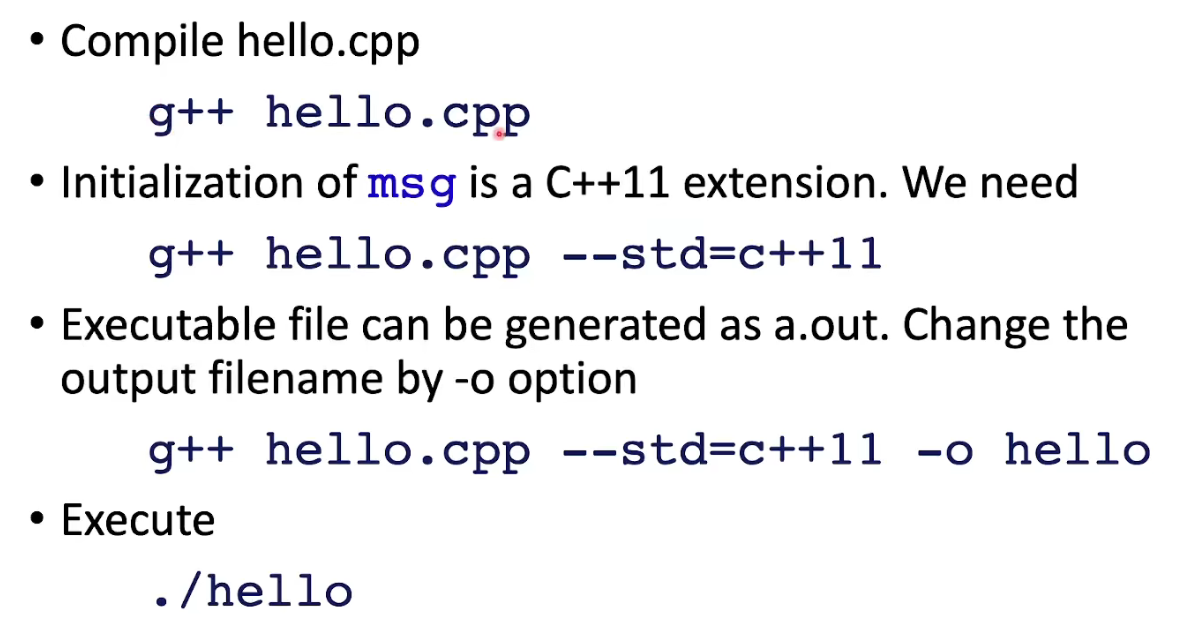 • Compile hello.cpp
g++ hello.cpp
• Initialization of msg is a C++11 extension. We need
g++ hello.cpp --std=c++11
• Executable file can be generated as a.out. Change the
output filename by -o option
g++ hello.cpp --std=c++11 -o hello
• Execute
./hello